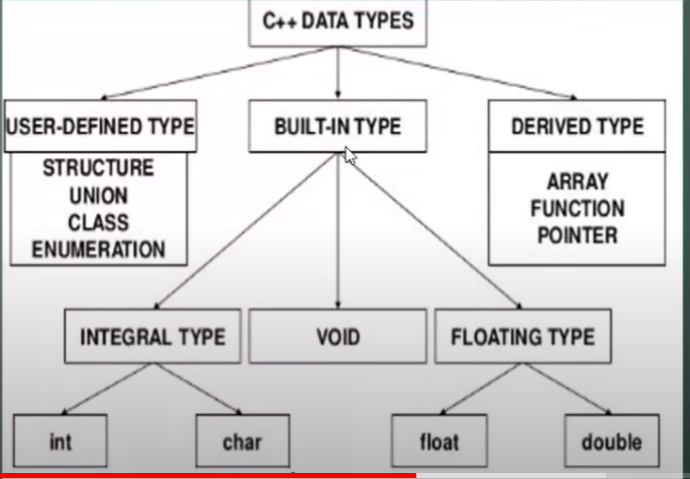 C++ DATA TYPES
USER-DEFINED TYPE
BUILT-IN TYPE
DERIVED TYPE
STRUCTURE
UNION
CLASS
ENUMERATION
ARRAY
FUNCTION
POINTER
INTEGRAL TYPE
VOID
FLOATING TYPE
int
char
float
double